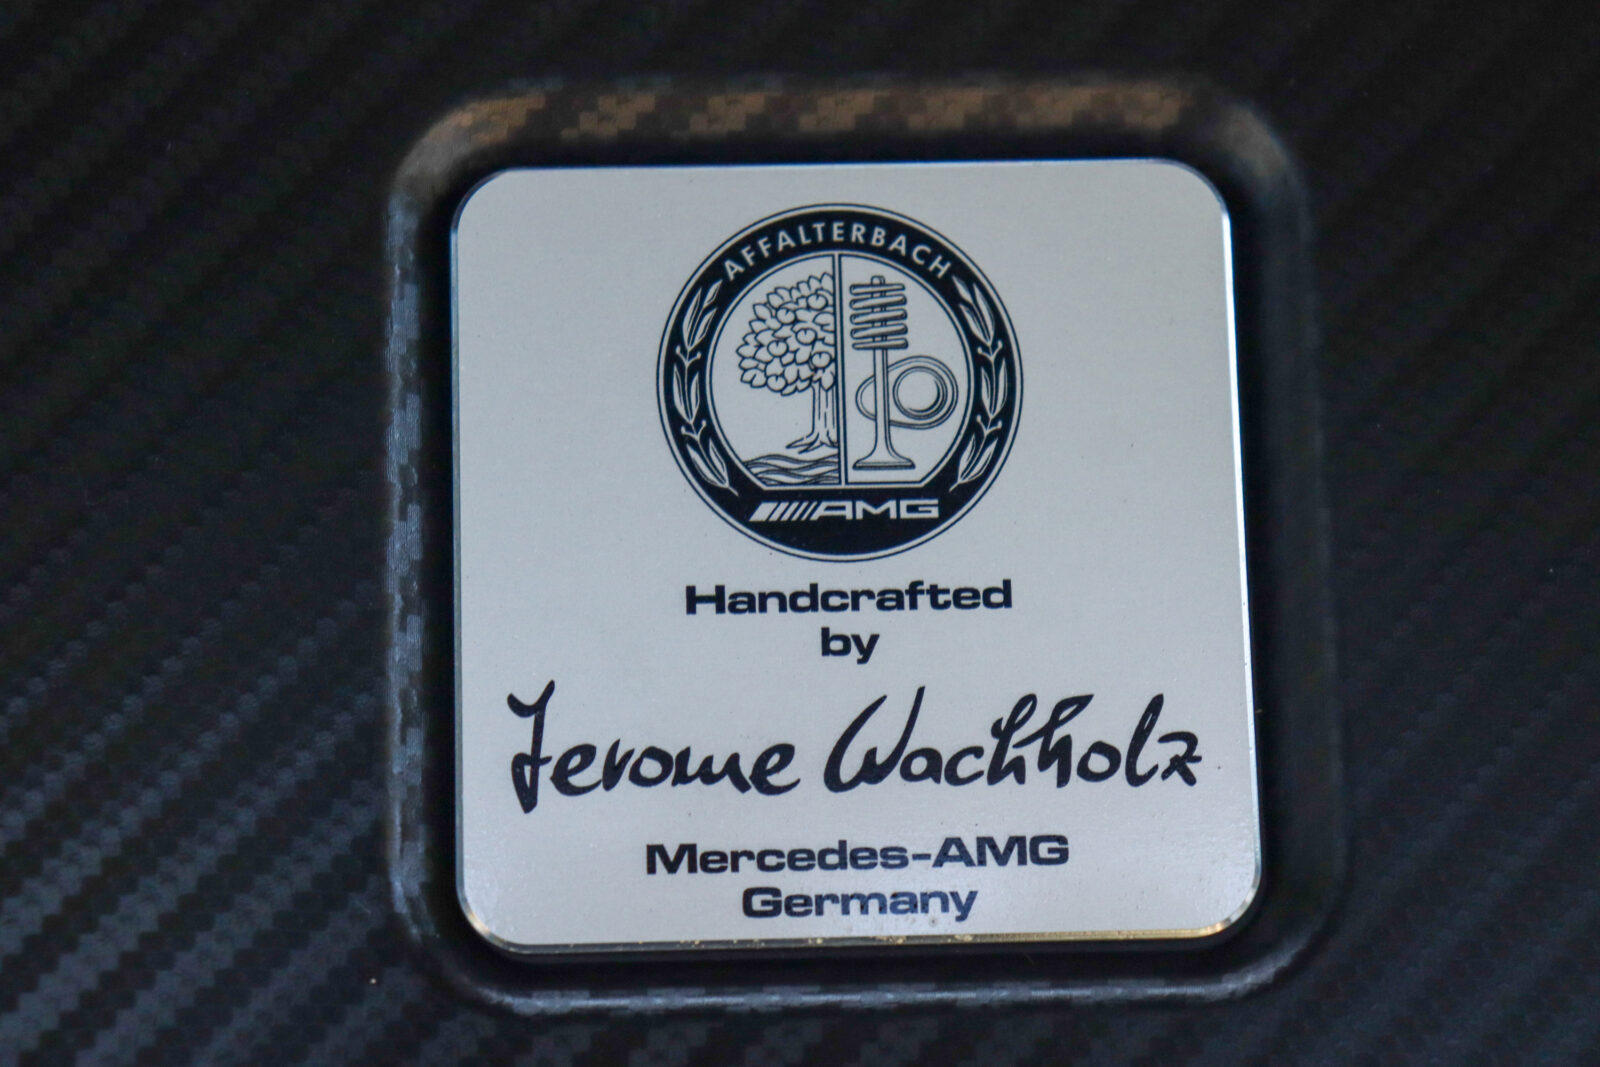 AFFALTERBACH
AMG
Handcrafted
by
Jerome Wachholz
Mercedes-AMG
Germany